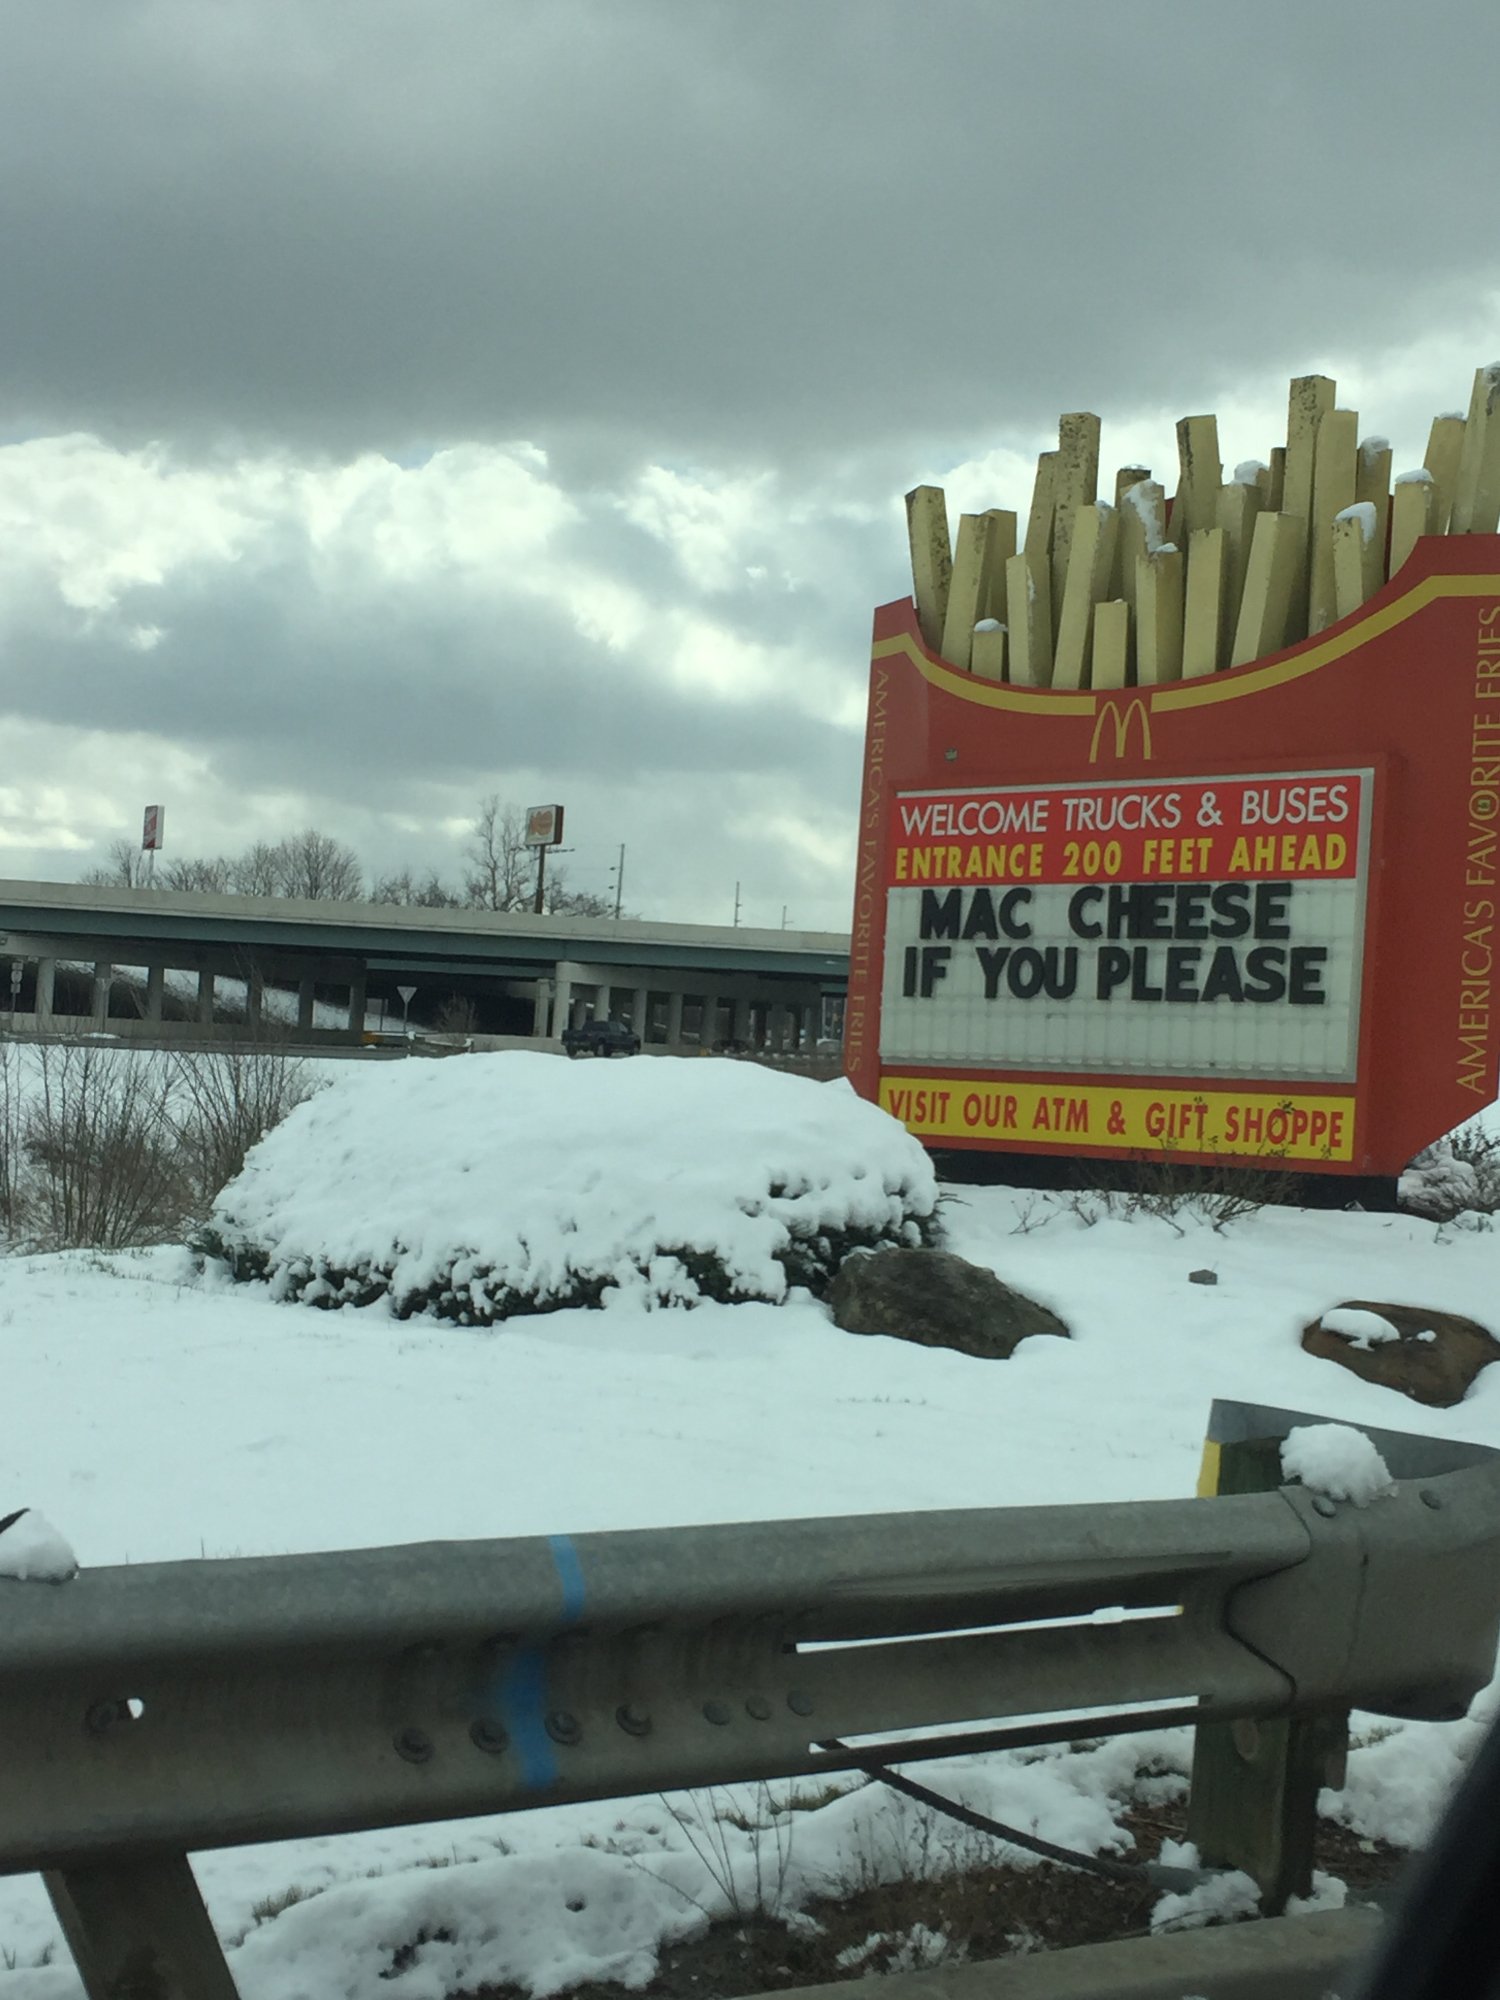 WELCOME TRUCKS & BUSES
ENTRANCE 200 FEET AHEAD
MAC CHEESE
IF YOU PLEASE
VISIT OUR ATM & GIFT SHOPPE
AMERICA'S FAVORITE FRIES
AMERICA'S FAVORITE FRIES